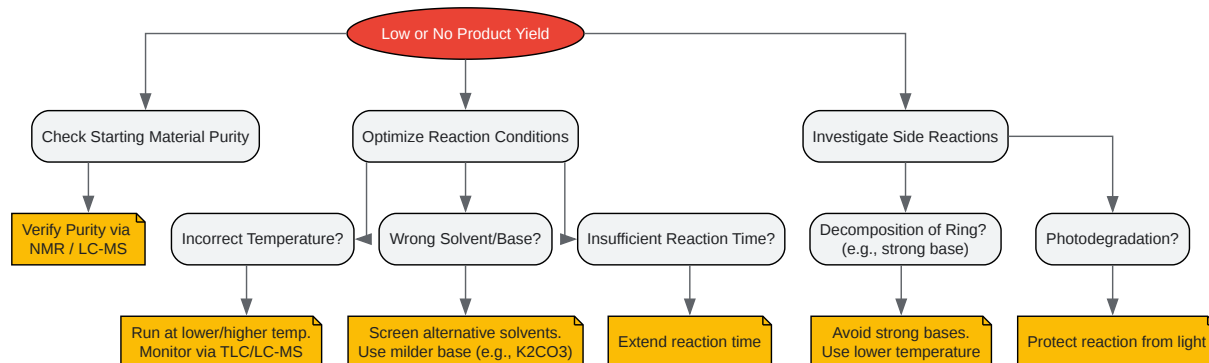 Low or No Product Yield
Check Starting Material Purity
Optimize Reaction Conditions
Investigate Side Reactions
Verify Purity via
NMR / LC-MS
Incorrect Temperature?
Wrong Solvent/Base?
Insufficient Reaction Time?
Decomposition of Ring?
(e.g., strong base)
Photodegradation?
Run at lower/higher temp.
Monitor via TLC/LC-MS
Screen alternative solvents.
Use milder base (e.g., K2CO3)
Extend reaction time
Avoid strong bases.
Use lower temperature
Protect reaction from light